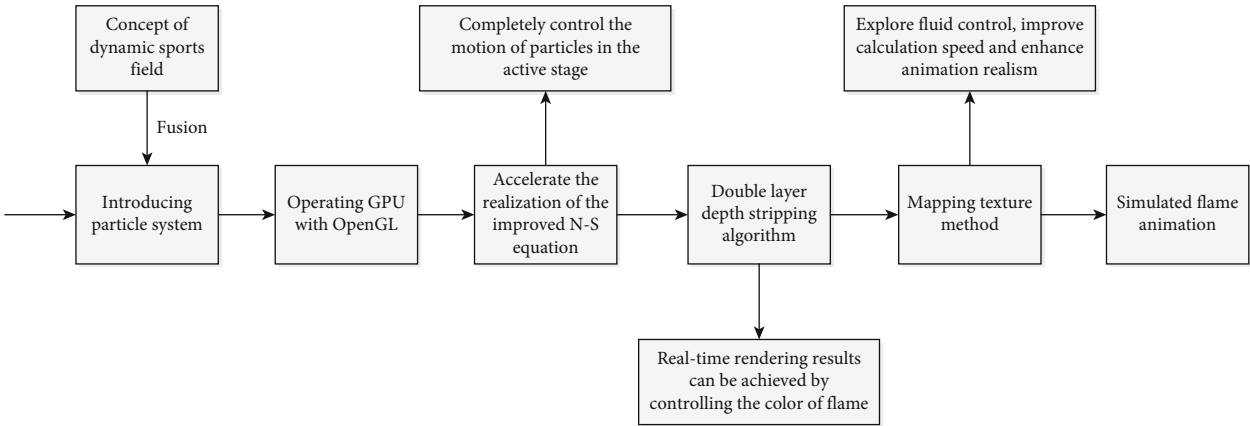 Concept of
dynamic sports
field
Completely control the
motion of particles in the
active stage
Explore fluid control, improve
calculation speed and enhance
animation realism
Fusion
Introducing
particle system
Operating GPU
with OpenGL
Accelerate the
realization of the
improved N-S
equation
Double layer
depth stripping
algorithm
Mapping texture
method
Simulated flame
animation
Real-time rendering results
can be achieved by
controlling the color of flame